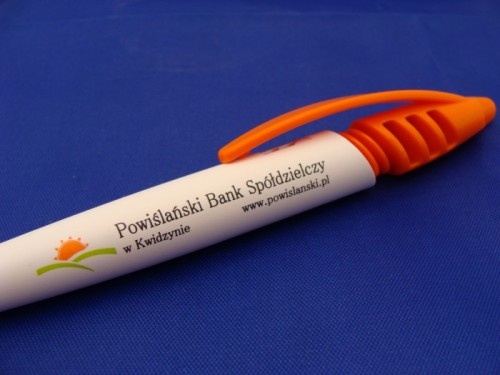 Powiślański Bank Spółdzielczy
w Kwidzynie
www.powislanski.pl